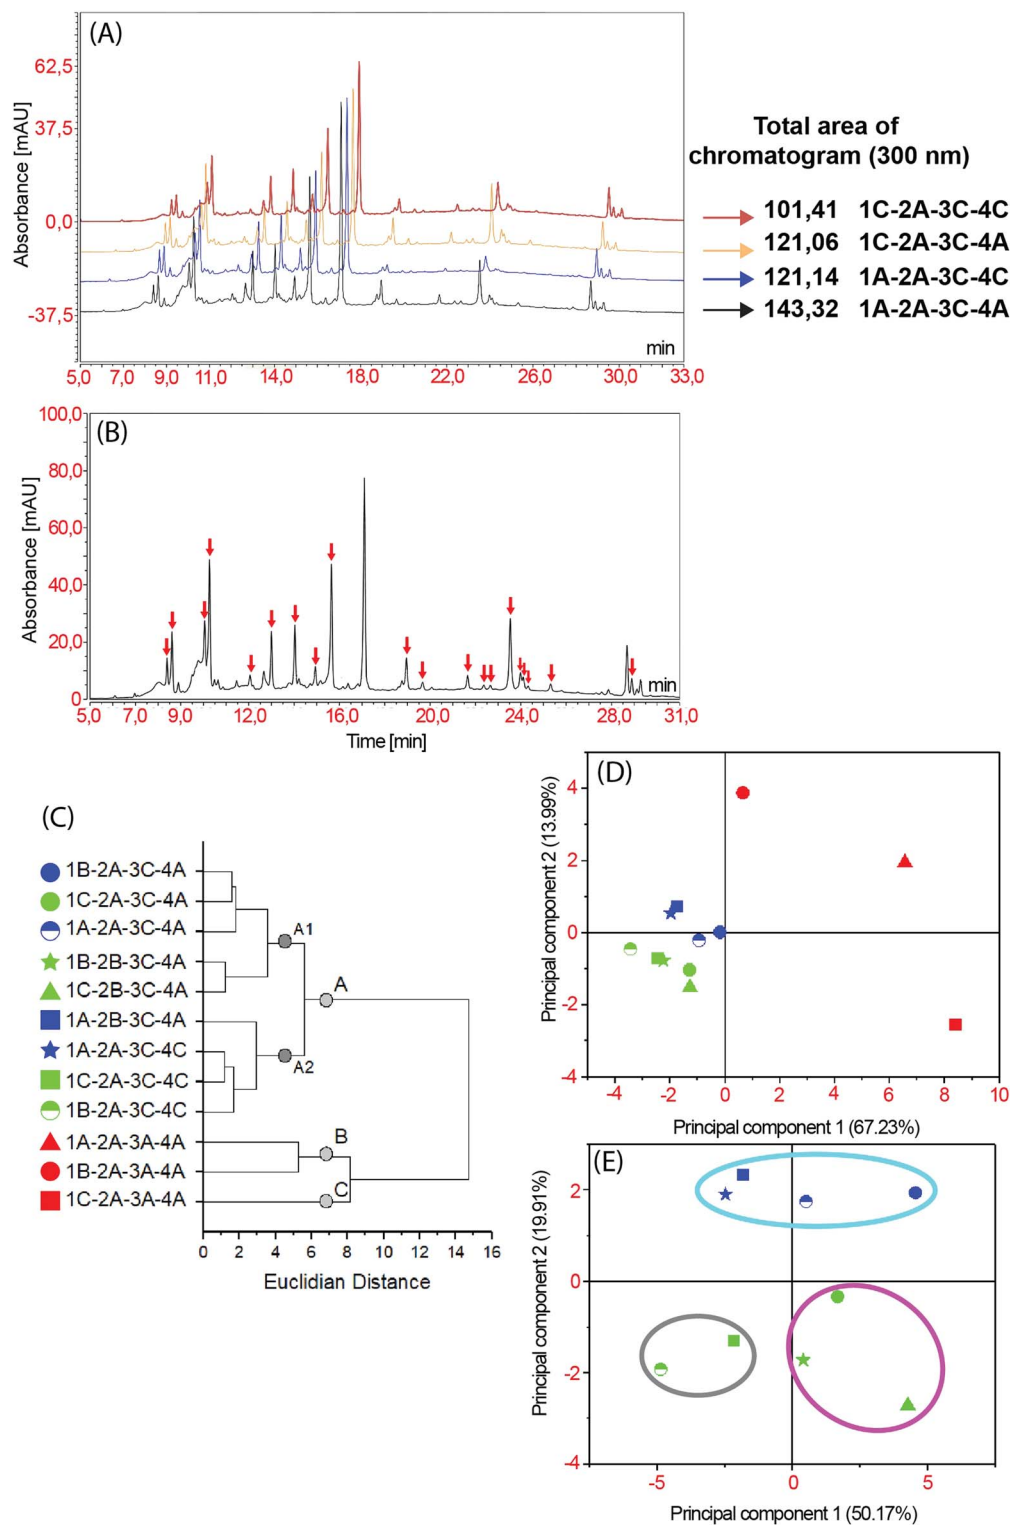 (A)
Absorbance [mAU]
62,5
37,5
0,0
-37,5
min
5,0 7,0 9,0 11,0 14,0 18,0 22,0 26,0 30,0 33,0
Total area of
chromatogram (300 nm)
101,41 1C-2A-3C-4C
121,06 1C-2A-3C-4A
121,14 1A-2A-3C-4C
143,32 1A-2A-3C-4A
(B)
Absorbance [mAU]
100,0
80,0
60,0
40,0
20,0
0
min
5,0 7,0 9,0 13,0 16,0 20,0 24,0 28,0 31,0
Time [min]
(C)
1B-2A-3C-4A
1C-2A-3C-4A
1A-2A-3C-4A
1B-2B-3C-4A
1C-2B-3C-4A
1A-2B-3C-4A
1A-2A-3C-4C
1C-2A-3C-4C
1B-2A-3C-4C
1A-2A-3A-4A
1B-2A-3A-4A
1C-2A-3A-4A
A1
A
A2
B
C
0 2 4 6 8 10 12 14 16
Euclidian Distance
(D)
Principal component 2 (13.99%)
4
2
0
-2
-4
-4 -2 0 2 4 6 8 10
Principal component 1 (67.23%)
(E)
Principal component 2 (19.91%)
2
0
-2
-4
-5 0 5
Principal component 1 (50.17%)